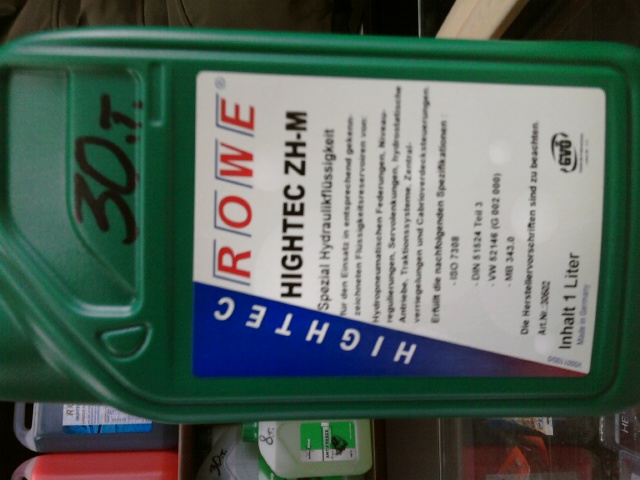 30.т.
ROWE®
HIGHTEC
HIGHTEC ZH-M
Spezial Hydraulikflüssigkeit
für den Einsatz in entsprechend gekenn-
zeichneten Flüssigkeitsreservoiren von:
Hydropneumatischen Federungen, Niveau-
regulierungen, Servolenkungen, hydrostatische
Antriebe, Traktionssysteme, Zentral-
verriegelungen und Cabrioverdecksteuerungen.
Erfüllt die nachfolgenden Spezifikationen:
- ISO 7308
- DIN 51524 Teil 3
- VW 52146 (G 002 000)
- MB 343.0
Die Herstellervorschriften sind zu beachten.
Art.Nr.:30502
Inhalt 1 Liter
Made in Germany
GVÖ
8т.
30т